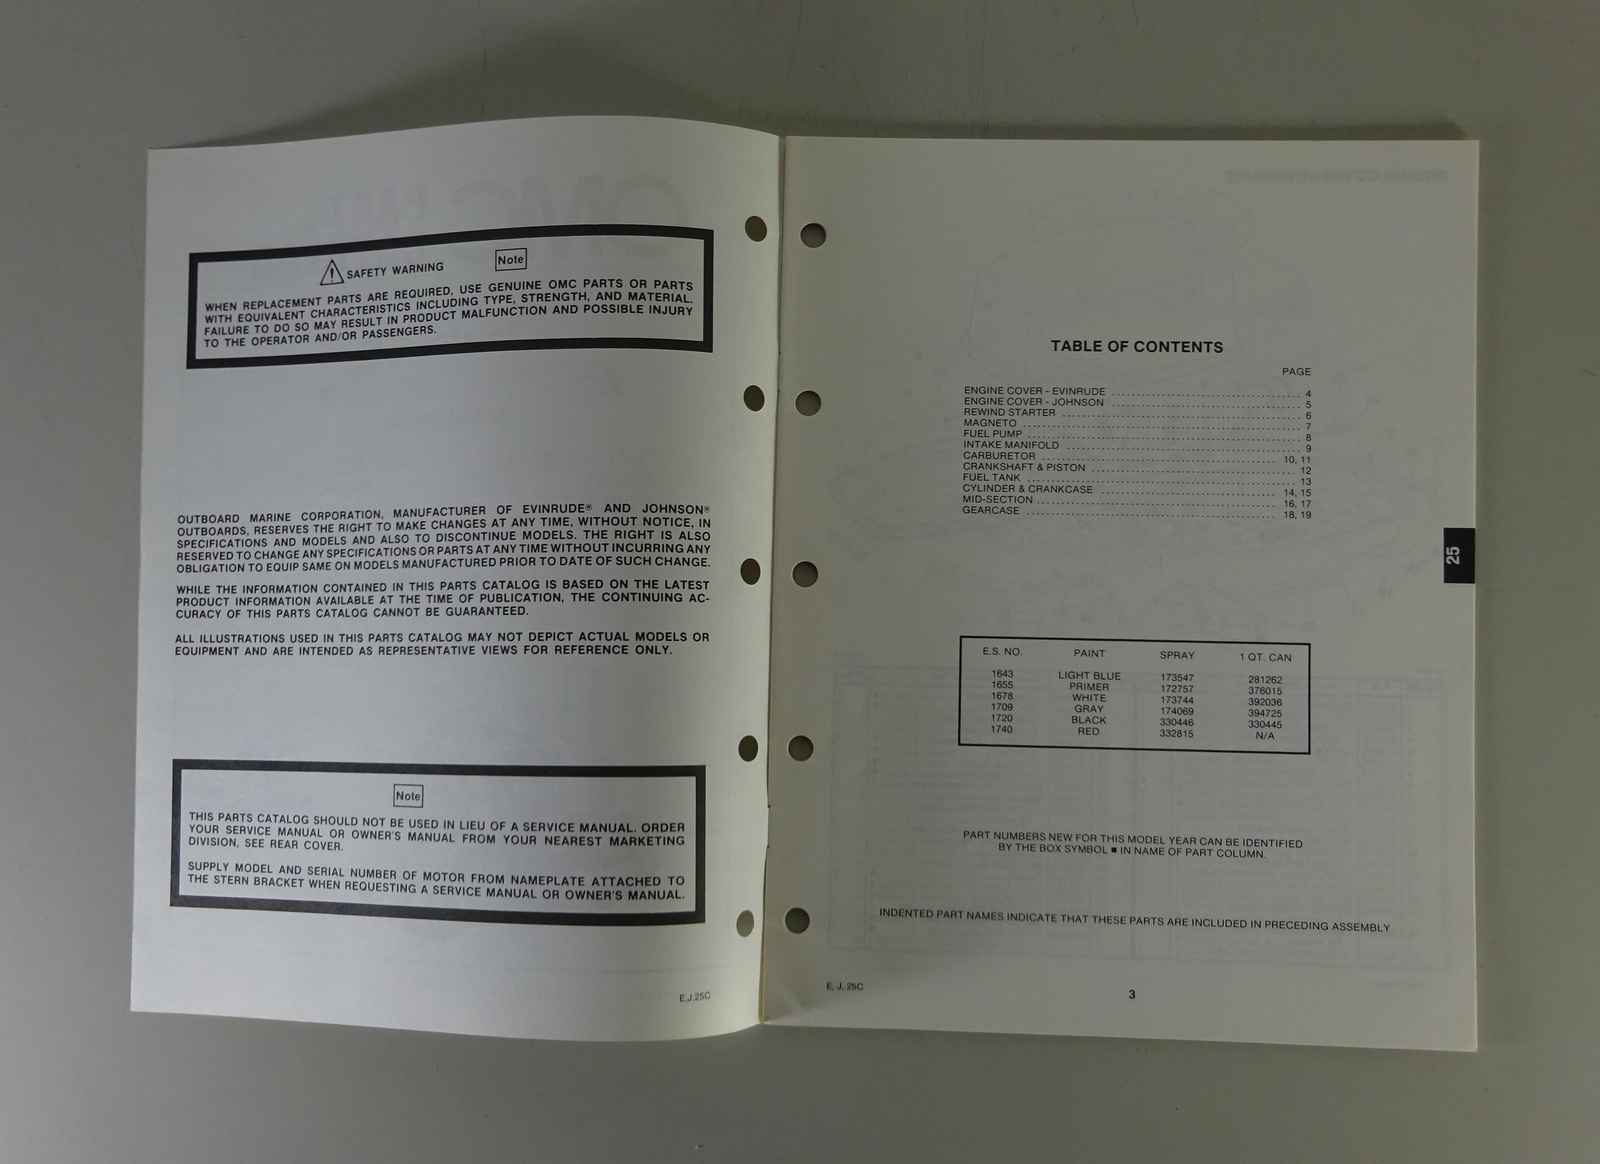 SAFETY WARNING Note
WHEN REPLACEMENT PARTS ARE REQUIRED, USE GENUINE OMC PARTS OR PARTS
WITH EQUIVALENT CHARACTERISTICS INCLUDING TYPE, STRENGTH, AND MATERIAL.
FAILURE TO DO SO MAY RESULT IN PRODUCT MALFUNCTION AND POSSIBLE INJURY
TO THE OPERATOR AND/OR PASSENGERS.
OUTBOARD MARINE CORPORATION, MANUFACTURER OF EVINRUDE® AND JOHNSON®
OUTBOARDS, RESERVES THE RIGHT TO MAKE CHANGES AT ANY TIME, WITHOUT NOTICE, IN
SPECIFICATIONS AND MODELS AND ALSO TO DISCONTINUE MODELS. THE RIGHT IS ALSO
RESERVED TO CHANGE ANY SPECIFICATIONS OR PARTS AT ANY TIME WITHOUT INCURRING ANY
OBLIGATION TO EQUIP SAME ON MODELS MANUFACTURED PRIOR TO DATE OF SUCH CHANGE.
WHILE THE INFORMATION CONTAINED IN THIS PARTS CATALOG IS BASED ON THE LATEST
PRODUCT INFORMATION AVAILABLE AT THE TIME OF PUBLICATION, THE CONTINUING AC-
CURACY OF THIS PARTS CATALOG CANNOT BE GUARANTEED.
ALL ILLUSTRATIONS USED IN THIS PARTS CATALOG MAY NOT DEPICT ACTUAL MODELS OR
EQUIPMENT AND ARE INTENDED AS REPRESENTATIVE VIEWS FOR REFERENCE ONLY.
Note
THIS PARTS CATALOG SHOULD NOT BE USED IN LIEU OF A SERVICE MANUAL. ORDER
YOUR SERVICE MANUAL OR OWNER'S MANUAL FROM YOUR NEAREST MARKETING
DIVISION, SEE REAR COVER.
SUPPLY MODEL AND SERIAL NUMBER OF MOTOR FROM NAMEPLATE ATTACHED TO
THE STERN BRACKET WHEN REQUESTING A SERVICE MANUAL OR OWNER'S MANUAL.
E,J,25C
TABLE OF CONTENTS
PAGE
ENGINE COVER - EVINRUDE 4
ENGINE COVER - JOHNSON 5
REWIND STARTER 6
MAGNETO 7
FUEL PUMP 8
INTAKE MANIFOLD 9
CARBURETOR 10, 11
CRANKSHAFT & PISTON 12
FUEL TANK 13
CYLINDER & CRANKCASE 14, 15
MID-SECTION 16, 17
GEARCASE 18, 19
25
E.S. NO. PAINT SPRAY 1 QT. CAN
1643 LIGHT BLUE 173547 281262
1655 PRIMER 172757 376015
1678 WHITE 173744 392036
1709 GRAY 174069 394725
1720 BLACK 330446 330445
1740 RED 332815 N/A
PART NUMBERS NEW FOR THIS MODEL YEAR CAN BE IDENTIFIED
BY THE BOX SYMBOL ■ IN NAME OF PART COLUMN.
INDENTED PART NAMES INDICATE THAT THESE PARTS ARE INCLUDED IN PRECEDING ASSEMBLY
E, J, 25C
3